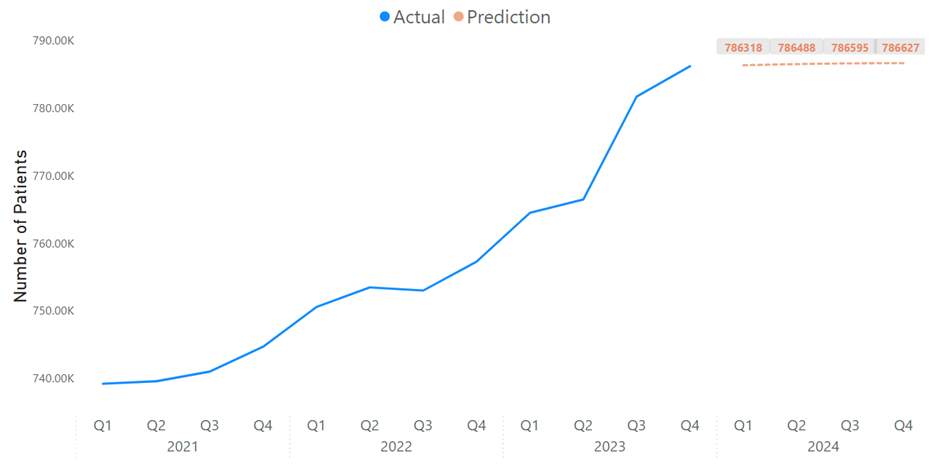 Actual Prediction
790.00K
786318 786488 786595 786627
780.00K
770.00K
760.00K
750.00K
740.00K
Number of Patients
Q1 Q2 Q3 Q4 Q1 Q2 Q3 Q4 Q1 Q2 Q3 Q4 Q1 Q2 Q3 Q4
2021 2022 2023 2024